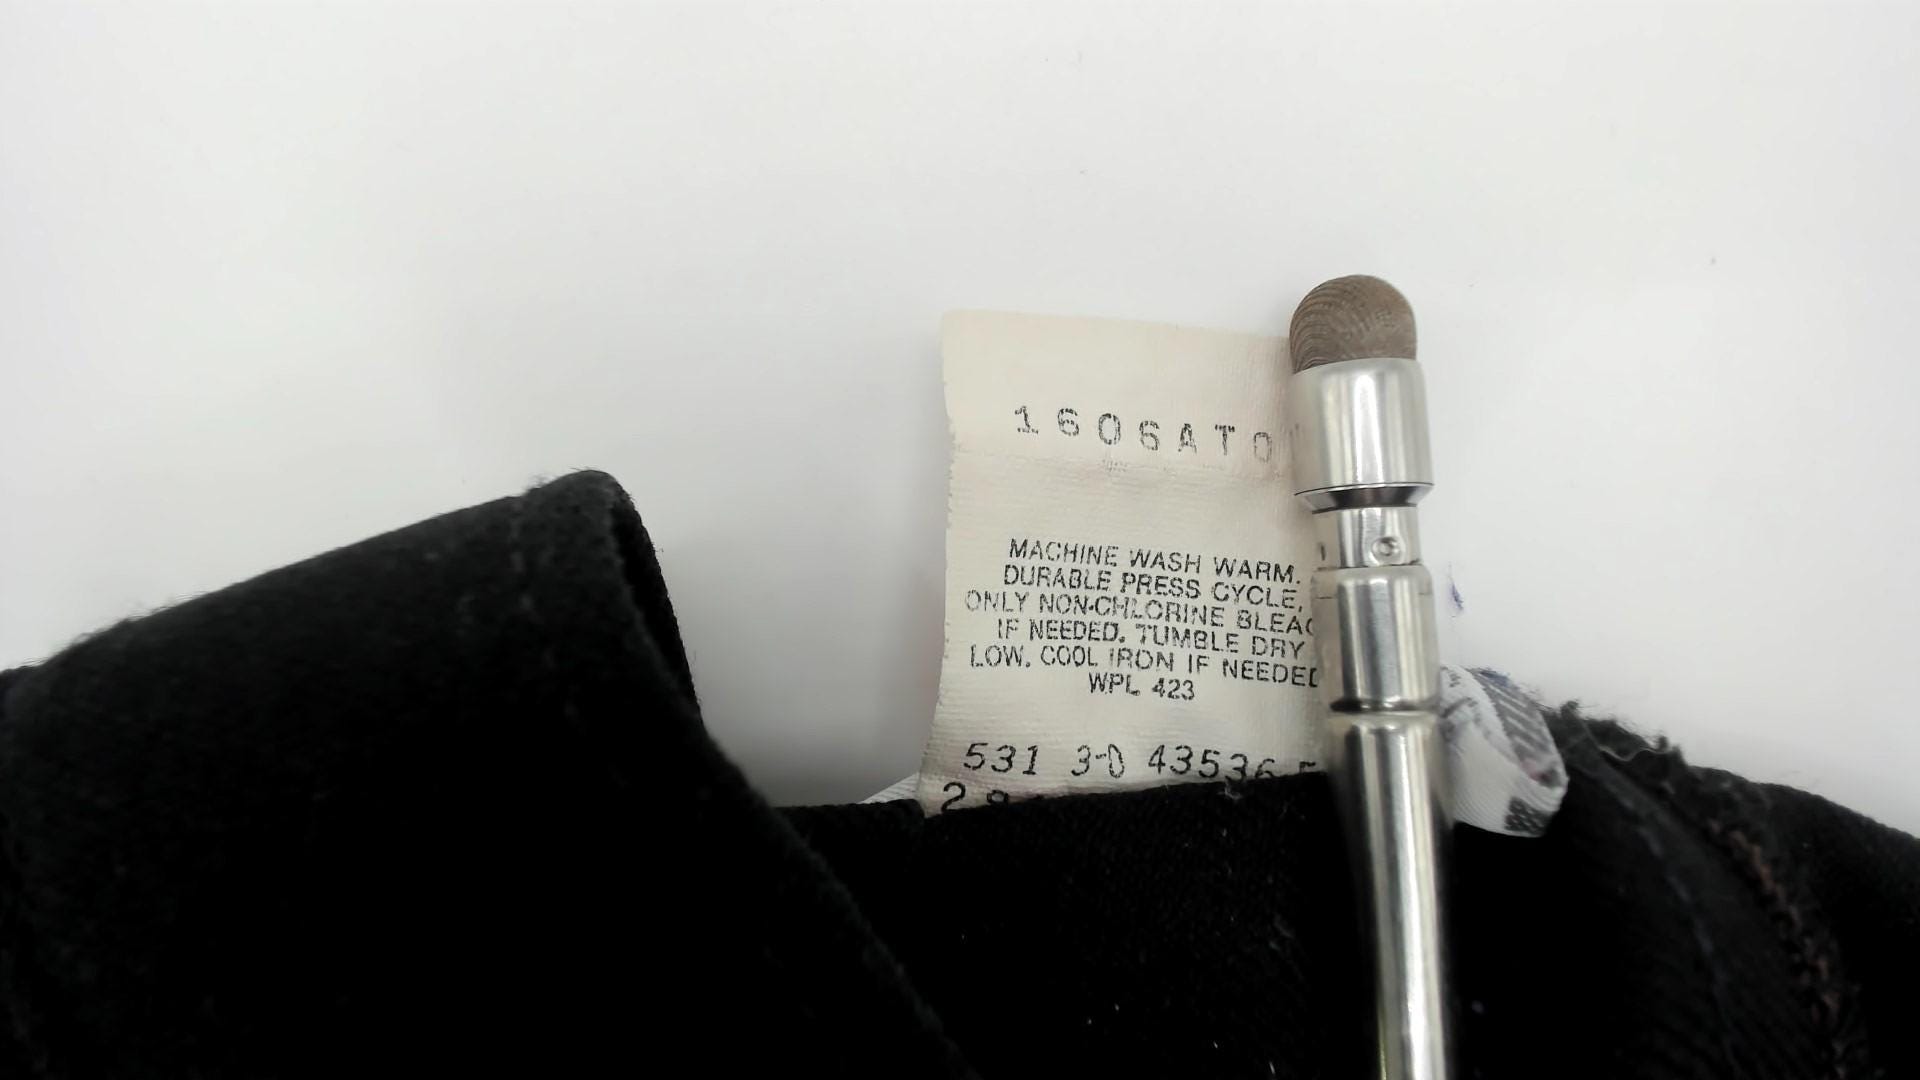 1606AT0
MACHINE WASH WARM.
DURABLE PRESS CYCLE,
ONLY NON-CHLORINE BLEAC
IF NEEDED. TUMBLE DRY
LOW. COOL IRON IF NEEDED
WPL 423
531 3-0 43536